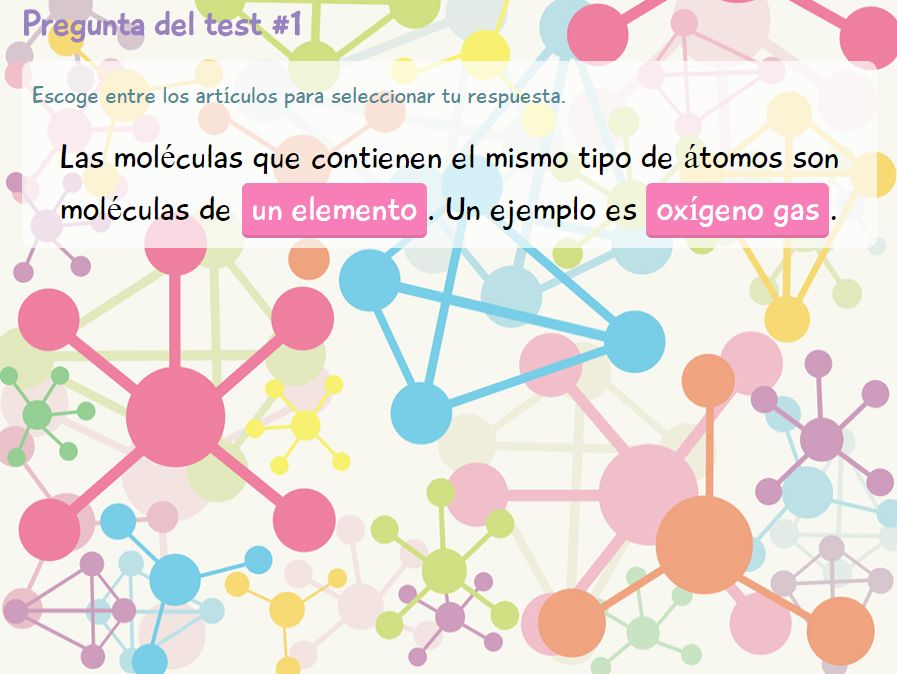 Pregunta del test #1
Escoge entre los artículos para seleccionar tu respuesta.
Las moléculas que contienen el mismo tipo de átomos son
moléculas de un elemento. Un ejemplo es oxígeno gas.